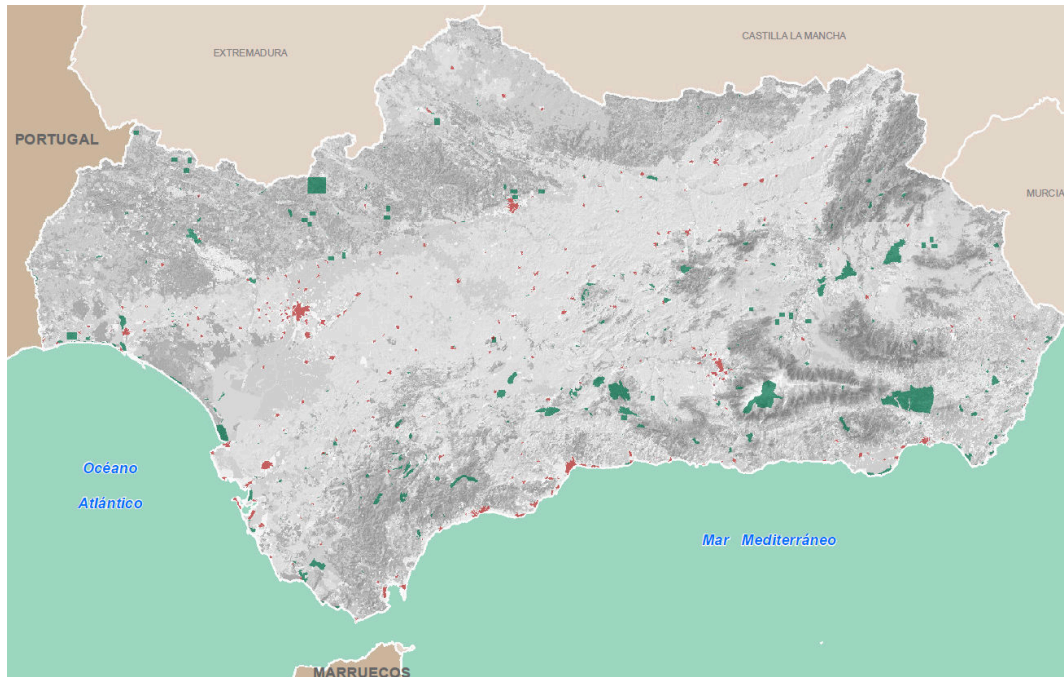 CASTILLA LA MANCHA
EXTREMADURA
PORTUGAL
MURCIA
Océano
Atlántico
Mar Mediterráneo
MARRUECOS